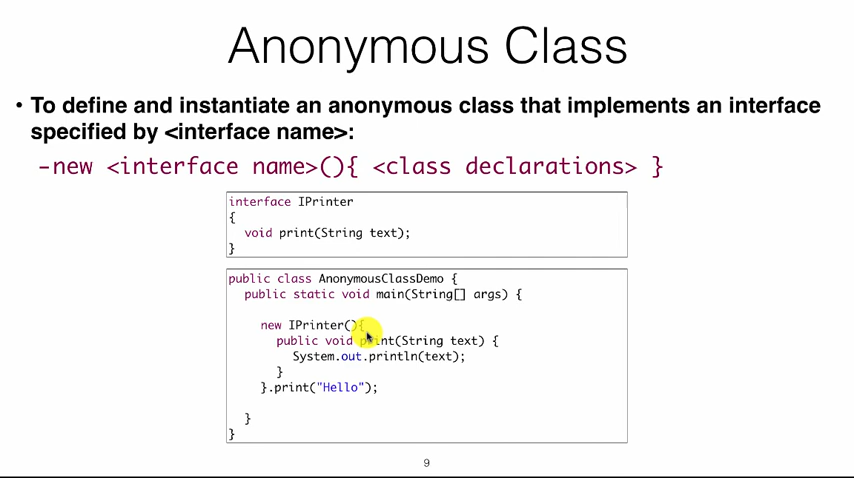 Anonymous Class
• To define and instantiate an anonymous class that implements an interface
specified by <interface name>:
–new <interface name>(){ <class declarations> }
interface IPrinter
{
void print(String text);
}
public class AnonymousClassDemo {
public static void main(String[] args) {
new IPrinter(){
public void print(String text) {
System.out.println(text);
}
}.print("Hello");
}
}
9